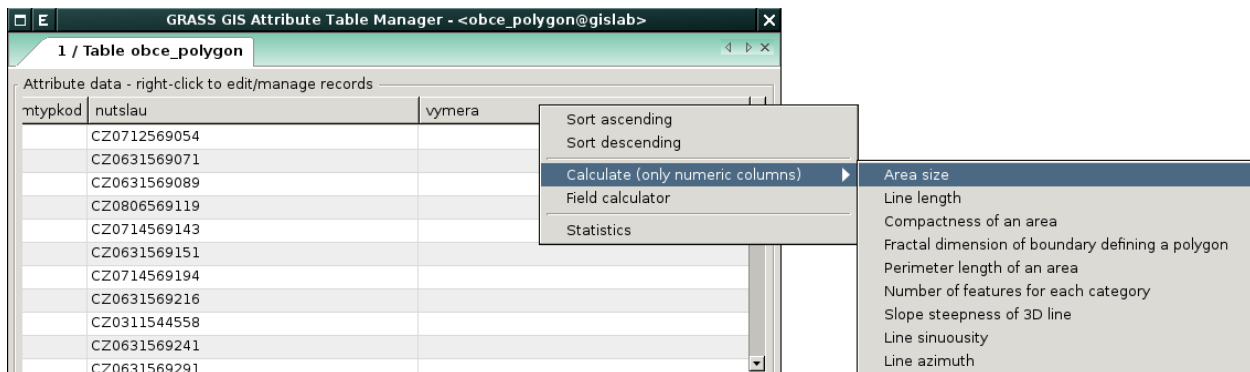 E GRASS GIS Attribute Table Manager - <obce_polygon@gislab>
1 / Table obce_polygon
Attribute data - right-click to edit/manage records
mtypkod nutslau vymera
CZ0712569054
CZ0631569071
CZ0631569089
CZ0806569119
CZ0714569143
CZ0631569151
CZ0714569194
CZ0631569216
CZ0311544558
CZ0631569241
CZ0631569291
Sort ascending
Sort descending
Calculate (only numeric columns)
Field calculator
Statistics
Area size
Line length
Compactness of an area
Fractal dimension of boundary defining a polygon
Perimeter length of an area
Number of features for each category
Slope steepness of 3D line
Line sinuousity
Line azimuth